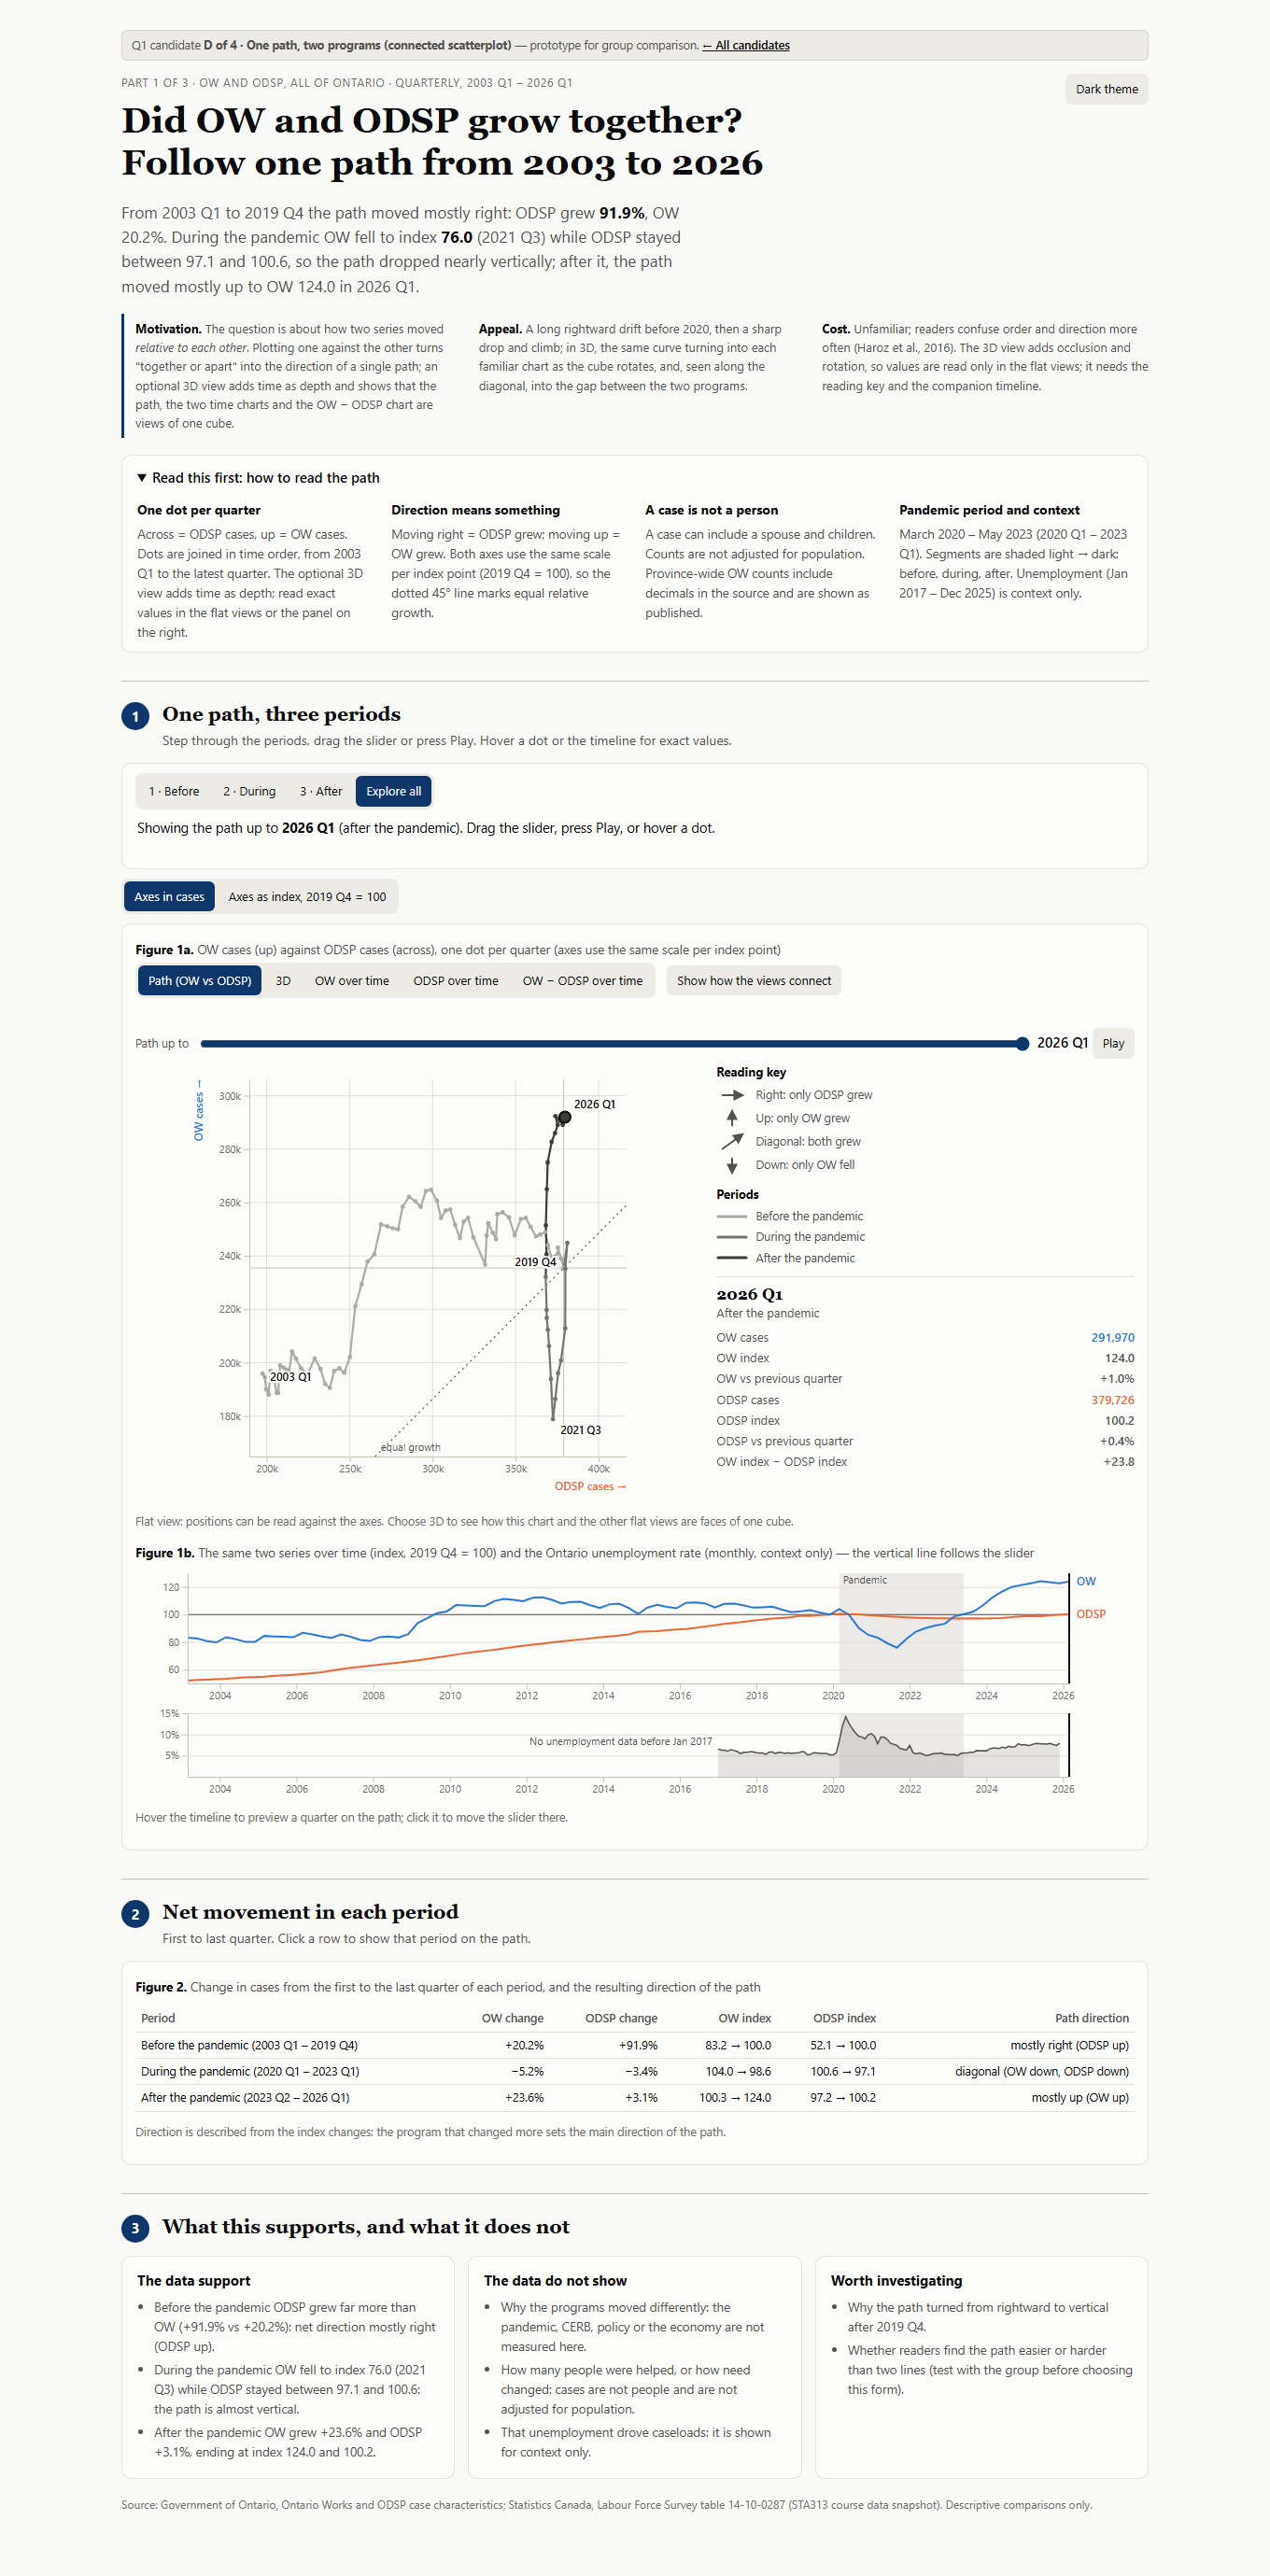 Q1 candidate D of 4 · One path, two programs (connected scatterplot) — prototype for group comparison. ← All candidates
PART 1 OF 3 · OW AND ODSP, ALL OF ONTARIO · QUARTERLY, 2003 Q1 – 2026 Q1
Dark theme
Did OW and ODSP grow together?
Follow one path from 2003 to 2026
From 2003 Q1 to 2019 Q4 the path moved mostly right: ODSP grew 91.9%, OW
20.2%. During the pandemic OW fell to index 76.0 (2021 Q3) while ODSP stayed
between 97.1 and 100.6, so the path dropped nearly vertically; after it, the path
moved mostly up to OW 124.0 in 2026 Q1.
Motivation. The question is about how two series moved
relative to each other. Plotting one against the other turns
"together or apart" into the direction of a single path; an
optional 3D view adds time as depth and shows that the
path, the two time charts and the OW − ODSP chart are
views of one cube.
Appeal. A long rightward drift before 2020, then a sharp
drop and climb; in 3D, the same curve turning into each
familiar chart as the cube rotates, and, seen along the
diagonal, into the gap between the two programs.
Cost. Unfamiliar; readers confuse order and direction more
often (Haroz et al., 2016). The 3D view adds occlusion and
rotation, so values are read only in the flat views; it needs the
reading key and the companion timeline.
▼ Read this first: how to read the path
One dot per quarter
Across = ODSP cases, up = OW cases.
Dots are joined in time order, from 2003
Q1 to the latest quarter. The optional 3D
view adds time as depth; read exact
values in the flat views or the panel on
the right.
Direction means something
Moving right = ODSP grew; moving up =
OW grew. Both axes use the same scale
per index point (2019 Q4 = 100), so the
dotted 45° line marks equal relative
growth.
A case is not a person
A case can include a spouse and children.
Counts are not adjusted for population.
Province-wide OW counts include
decimals in the source and are shown as
published.
Pandemic period and context
March 2020 – May 2023 (2020 Q1 – 2023
Q1). Segments are shaded light → dark:
before, during, after. Unemployment (Jan
2017 – Dec 2025) is context only.
1
One path, three periods
Step through the periods, drag the slider or press Play. Hover a dot or the timeline for exact values.
1 · Before
2 · During
3 · After
Explore all
Showing the path up to 2026 Q1 (after the pandemic). Drag the slider, press Play, or hover a dot.
Axes in cases
Axes as index, 2019 Q4 = 100
Figure 1a. OW cases (up) against ODSP cases (across), one dot per quarter (axes use the same scale per index point)
Path (OW vs ODSP)
3D
OW over time
ODSP over time
OW − ODSP over time
Show how the views connect
Path up to
2026 Q1
Play
OW cases →
300k
280k
260k
240k
220k
200k
180k
2026 Q1
2019 Q4
2003 Q1
2021 Q3
equal growth
200k
250k
300k
350k
400k
ODSP cases →
Reading key
Right: only ODSP grew
Up: only OW grew
Diagonal: both grew
Down: only OW fell
Periods
Before the pandemic
During the pandemic
After the pandemic
2026 Q1
After the pandemic
OW cases 291,970
OW index 124.0
OW vs previous quarter +1.0%
ODSP cases 379,726
ODSP index 100.2
ODSP vs previous quarter +0.4%
OW index − ODSP index +23.8
Flat view: positions can be read against the axes. Choose 3D to see how this chart and the other flat views are faces of one cube.
Figure 1b. The same two series over time (index, 2019 Q4 = 100) and the Ontario unemployment rate (monthly, context only) — the vertical line follows the slider
120
100
80
60
Pandemic
OW
ODSP
2004 2006 2008 2010 2012 2014 2016 2018 2020 2022 2024 2026
15%
10%
5%
No unemployment data before Jan 2017
2004 2006 2008 2010 2012 2014 2016 2018 2020 2022 2024 2026
Hover the timeline to preview a quarter on the path; click it to move the slider there.
2
Net movement in each period
First to last quarter. Click a row to show that period on the path.
Figure 2. Change in cases from the first to the last quarter of each period, and the resulting direction of the path
Period OW change ODSP change OW index ODSP index Path direction
Before the pandemic (2003 Q1 – 2019 Q4) +20.2% +91.9% 83.2 → 100.0 52.1 → 100.0 mostly right (ODSP up)
During the pandemic (2020 Q1 – 2023 Q1) −5.2% −3.4% 104.0 → 98.6 100.6 → 97.1 diagonal (OW down, ODSP down)
After the pandemic (2023 Q2 – 2026 Q1) +23.6% +3.1% 100.3 → 124.0 97.2 → 100.2 mostly up (OW up)
Direction is described from the index changes: the program that changed more sets the main direction of the path.
3
What this supports, and what it does not
The data support
• Before the pandemic ODSP grew far more than
OW (+91.9% vs +20.2%): net direction mostly right
(ODSP up).
• During the pandemic OW fell to index 76.0 (2021
Q3) while ODSP stayed between 97.1 and 100.6:
the path is almost vertical.
• After the pandemic OW grew +23.6% and ODSP
+3.1%, ending at index 124.0 and 100.2.
The data do not show
• Why the programs moved differently: the
pandemic, CERB, policy or the economy are not
measured here.
• How many people were helped, or how need
changed: cases are not people and are not
adjusted for population.
• That unemployment drove caseloads: it is shown
for context only.
Worth investigating
• Why the path turned from rightward to vertical
after 2019 Q4.
• Whether readers find the path easier or harder
than two lines (test with the group before choosing
this form).
Source: Government of Ontario, Ontario Works and ODSP case characteristics; Statistics Canada, Labour Force Survey table 14-10-0287 (STA313 course data snapshot). Descriptive comparisons only.